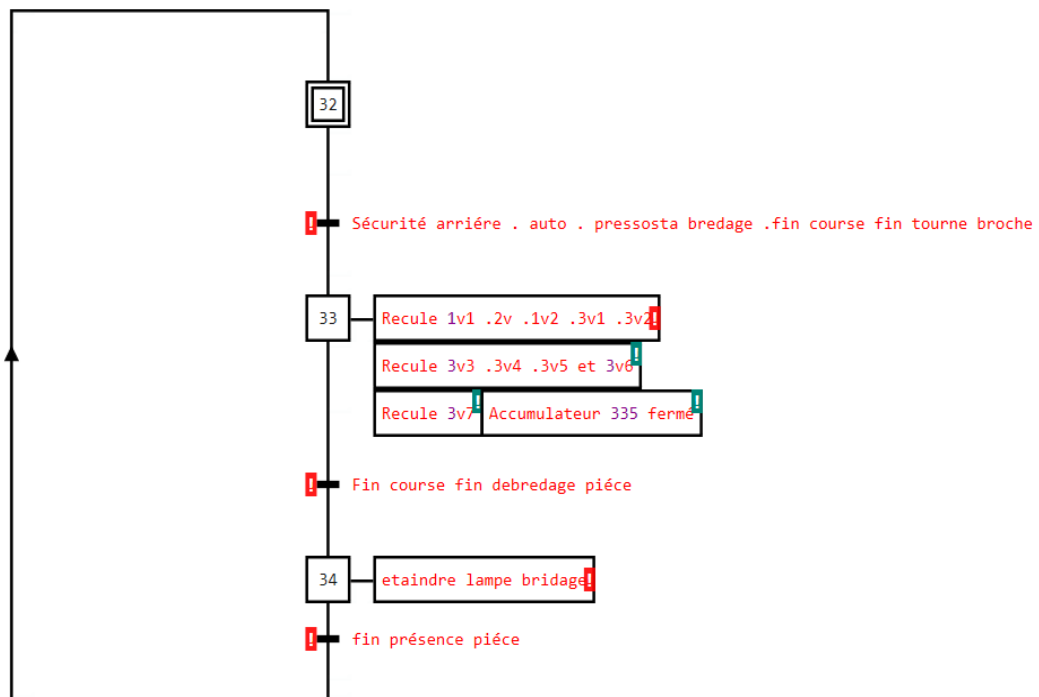 32
! Sécurité arriére . auto . pressosta bredage .fin course fin tourne broche
33 Recule 1v1 .2v .1v2 .3v1 .3v2 !
Recule 3v3 .3v4 .3v5 et 3v6 !
Recule 3v7 ! Accumulateur 335 fermé !
! Fin course fin debredage piéce
34 etaindre lampe bridage !
! fin présence piéce